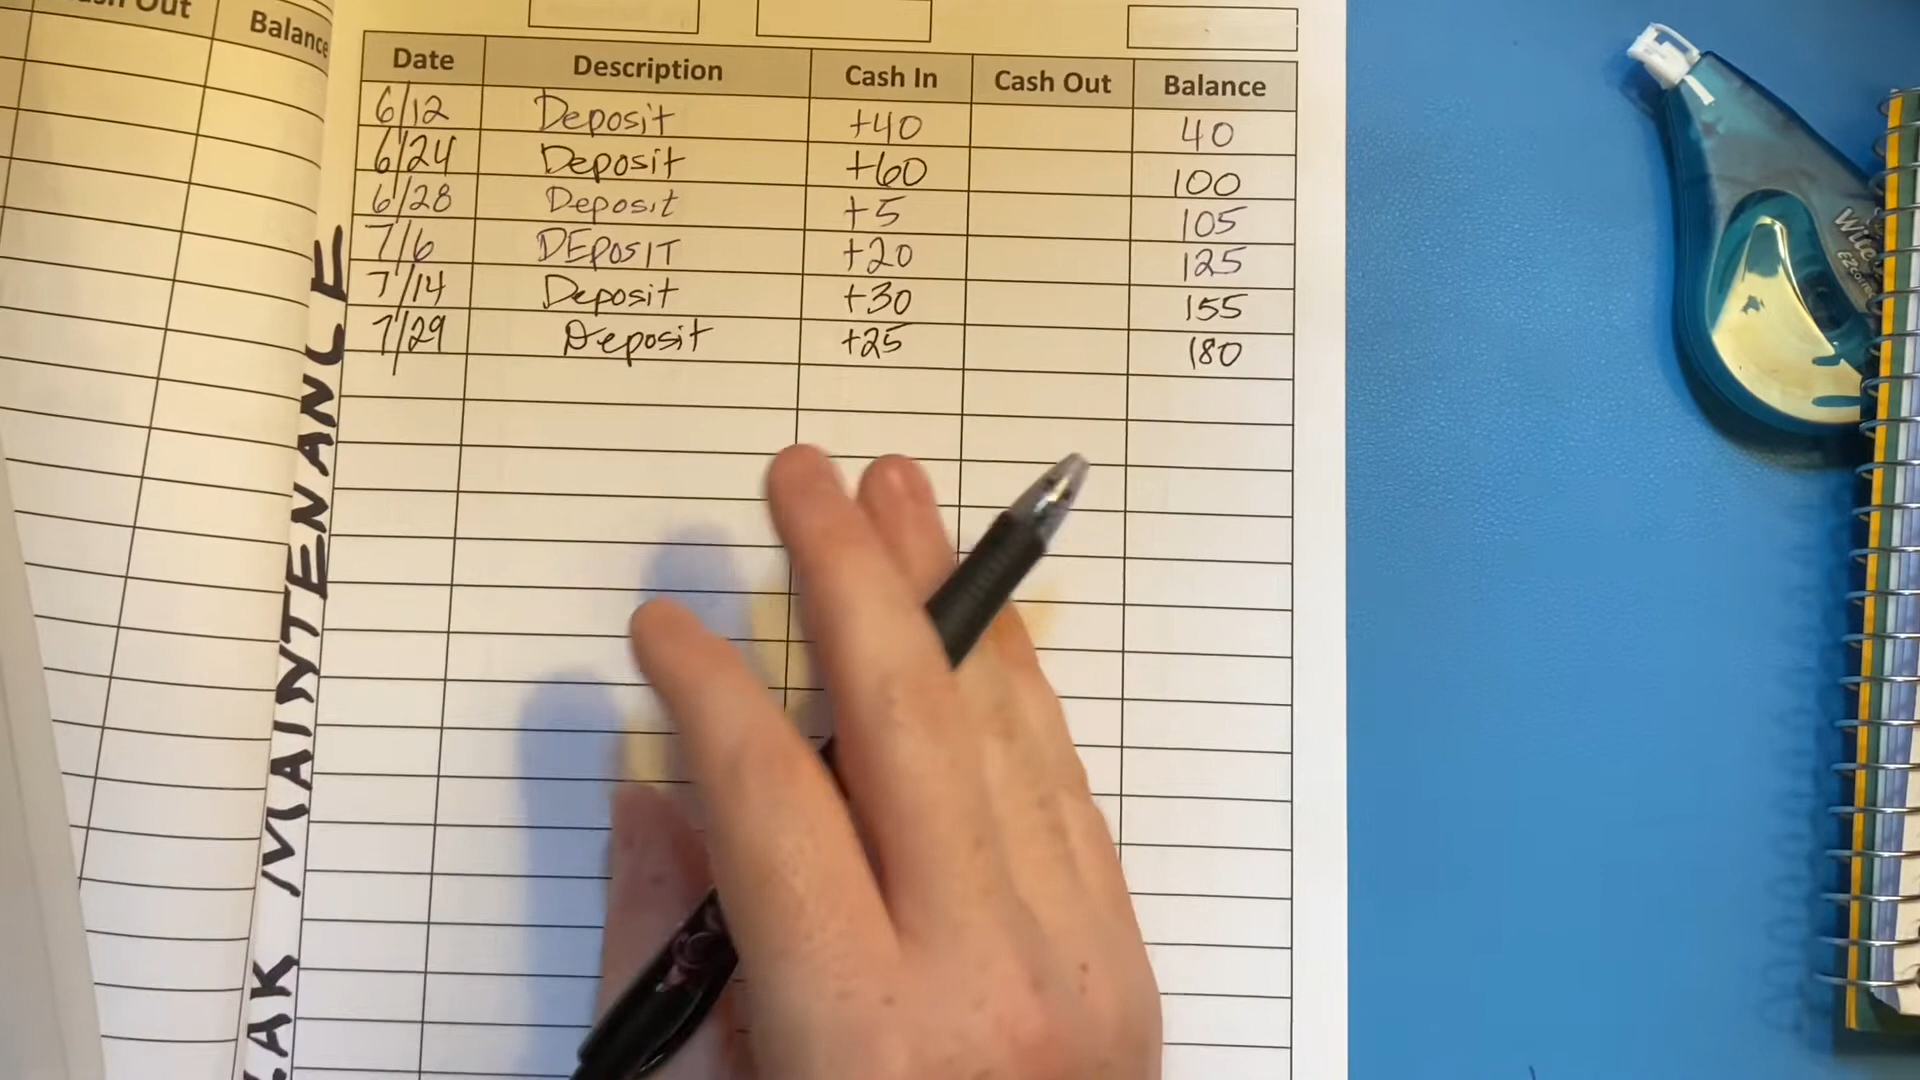 Out Balance
Date Description Cash In Cash Out Balance
6/12 Deposit +40 40
6/24 Deposit +60 100
6/28 Deposit +5 105
7/6 DEPOSIT +20 125
7/14 Deposit +30 155
7/29 Deposit +25 180
MAINTENANCE